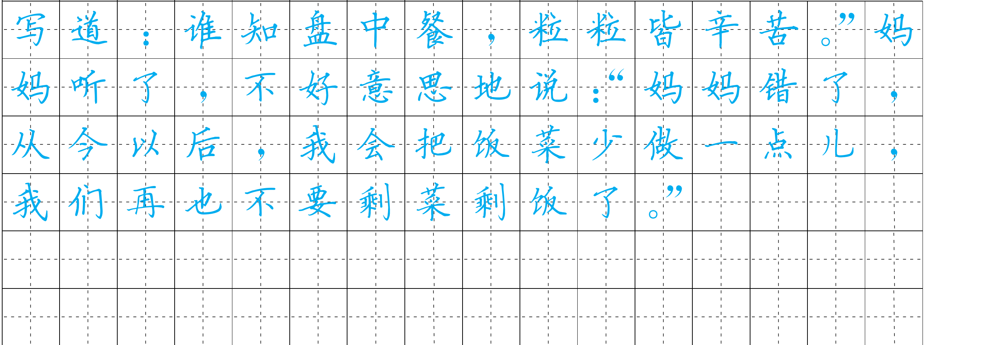 写道：谁知盘中餐，粒粒皆辛苦。”妈
妈听了，不好意思地说：“妈妈错了，
从今以后，我会把饭菜少做一点儿，
我们再也不要剩菜剩饭了。”